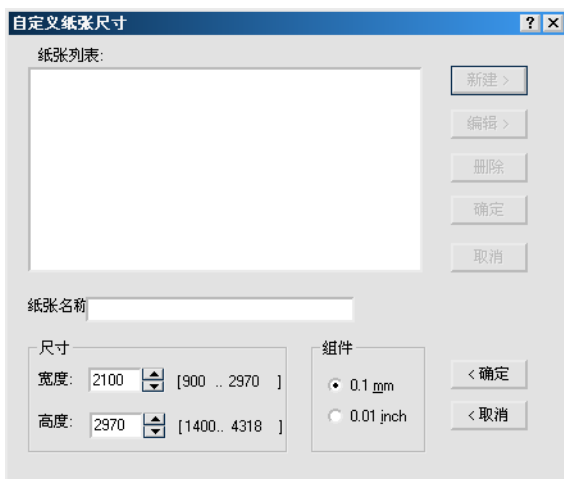 自定义纸张尺寸
纸张列表:
新建 >
编辑 >
删除
确定
取消
纸张名称
尺寸
宽度: 2100 [900 .. 2970 ]
高度: 2970 [1400.. 4318 ]
组件
0.1 mm
0.01 inch
< 确定
< 取消